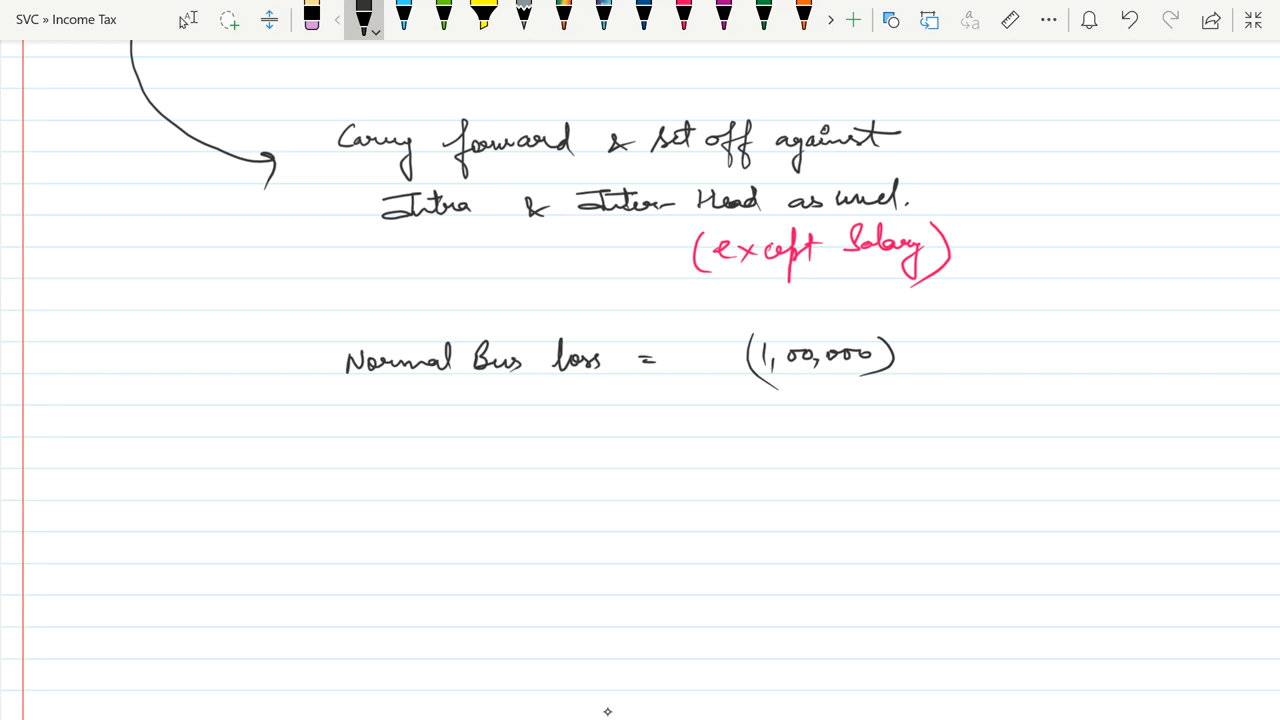 SVC » Income Tax
Carry forward & set off against
Intra & Inter- Head as well.
(except Salary)
Normal Bus loss = (1,00,000)